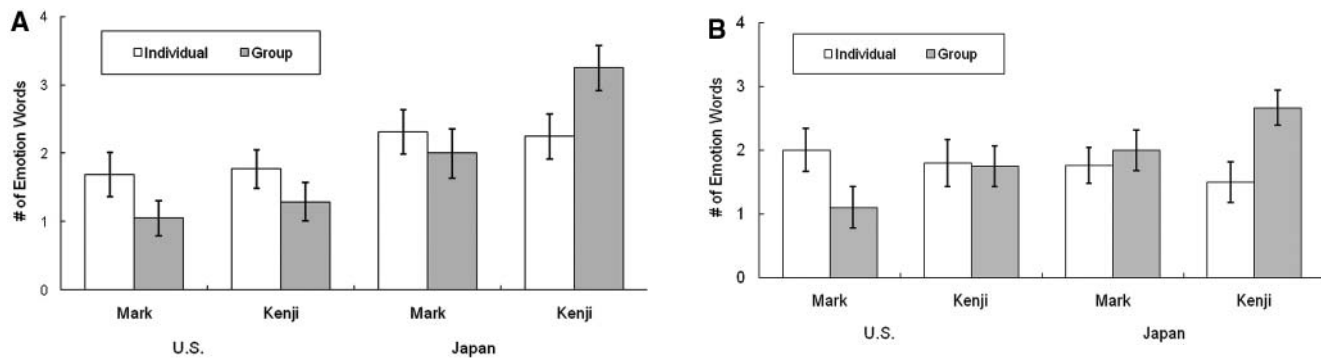 A
Individual
Group
# of Emotion Words
4
3
2
1
0
Mark
Kenji
Mark
Kenji
U.S.
Japan
B
Individual
Group
# of Emotion Words
4
3
2
1
0
Mark
Kenji
Mark
Kenji
U.S.
Japan